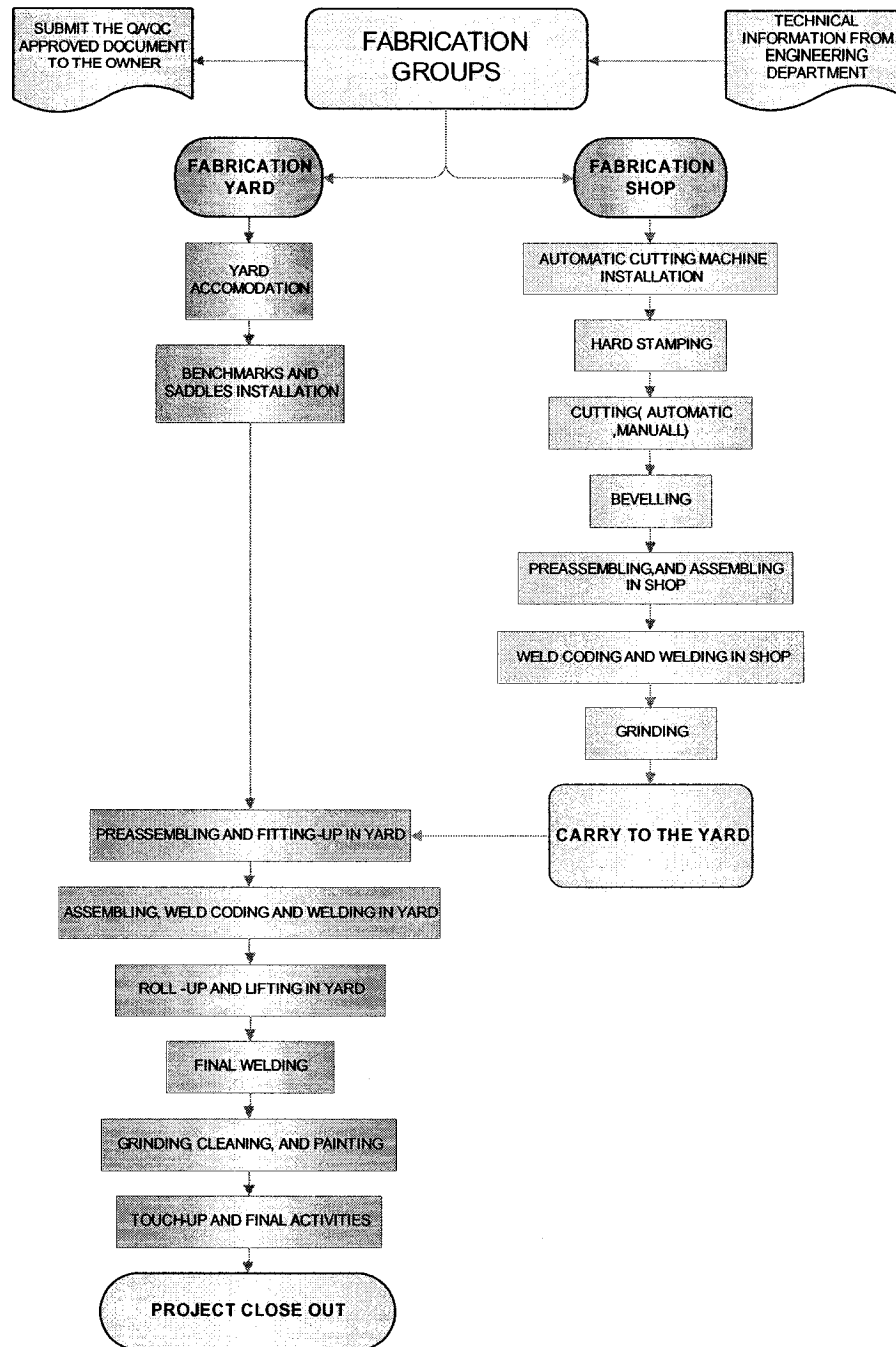 SUBMIT THE QA/QC
APPROVED DOCUMENT
TO THE OWNER
FABRICATION
GROUPS
TECHNICAL
INFORMATION FROM
ENGINEERING
DEPARTMENT
FABRICATION
YARD
FABRICATION
SHOP
YARD
ACCOMODATION
AUTOMATIC CUTTING MACHINE
INSTALLATION
HARD STAMPING
BENCHMARKS AND
SADDLES INSTALLATION
CUTTING( AUTOMATIC
,MANUALL)
BEVELLING
PREASSEMBLING,AND ASSEMBLING
IN SHOP
WELD CODING AND WELDING IN SHOP
GRINDING
CARRY TO THE YARD
PREASSEMBLING AND FITTING-UP IN YARD
ASSEMBLING, WELD CODING AND WELDING IN YARD
ROLL -UP AND LIFTING IN YARD
FINAL WELDING
GRINDING, CLEANING, AND PAINTING
TOUCH-UP AND FINAL ACTIVITIES
PROJECT CLOSE OUT